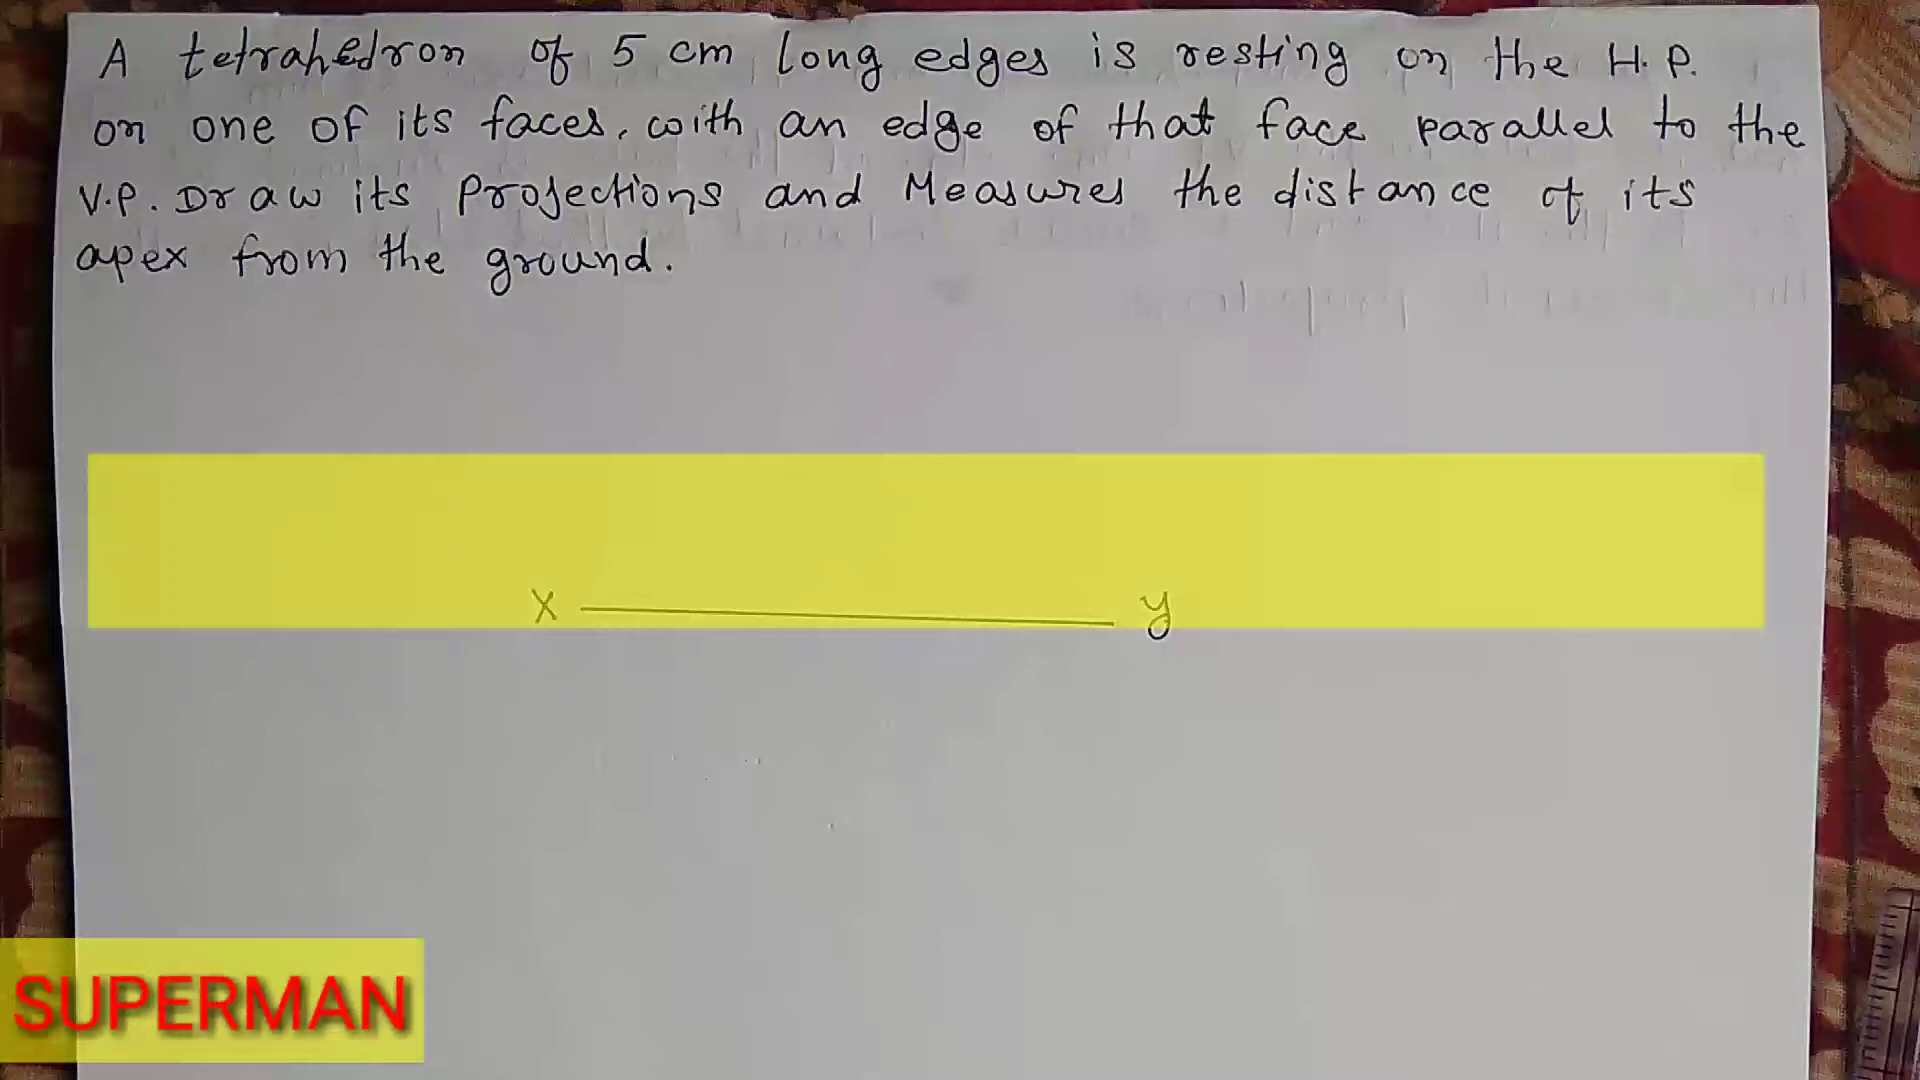 A tetrahedron of 5 cm long edges is resting on the H.P.
on one of its faces, with an edge of that face parallel to the
V.P. Draw its Projections and Measures the distance of its
apex from the ground.
x y
SUPERMAN